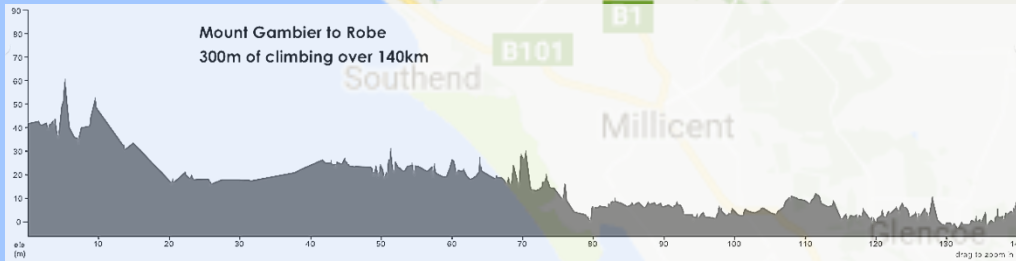 90
80
70
60
50
40
30
20
10
0
Mount Gambier to Robe
300m of climbing over 140km
B1
B101
Southend
Millicent
Glencoe
ele
(m)
10 20 30 40 50 60 70 80 90 100 110 120 130 14
drag to zoom in